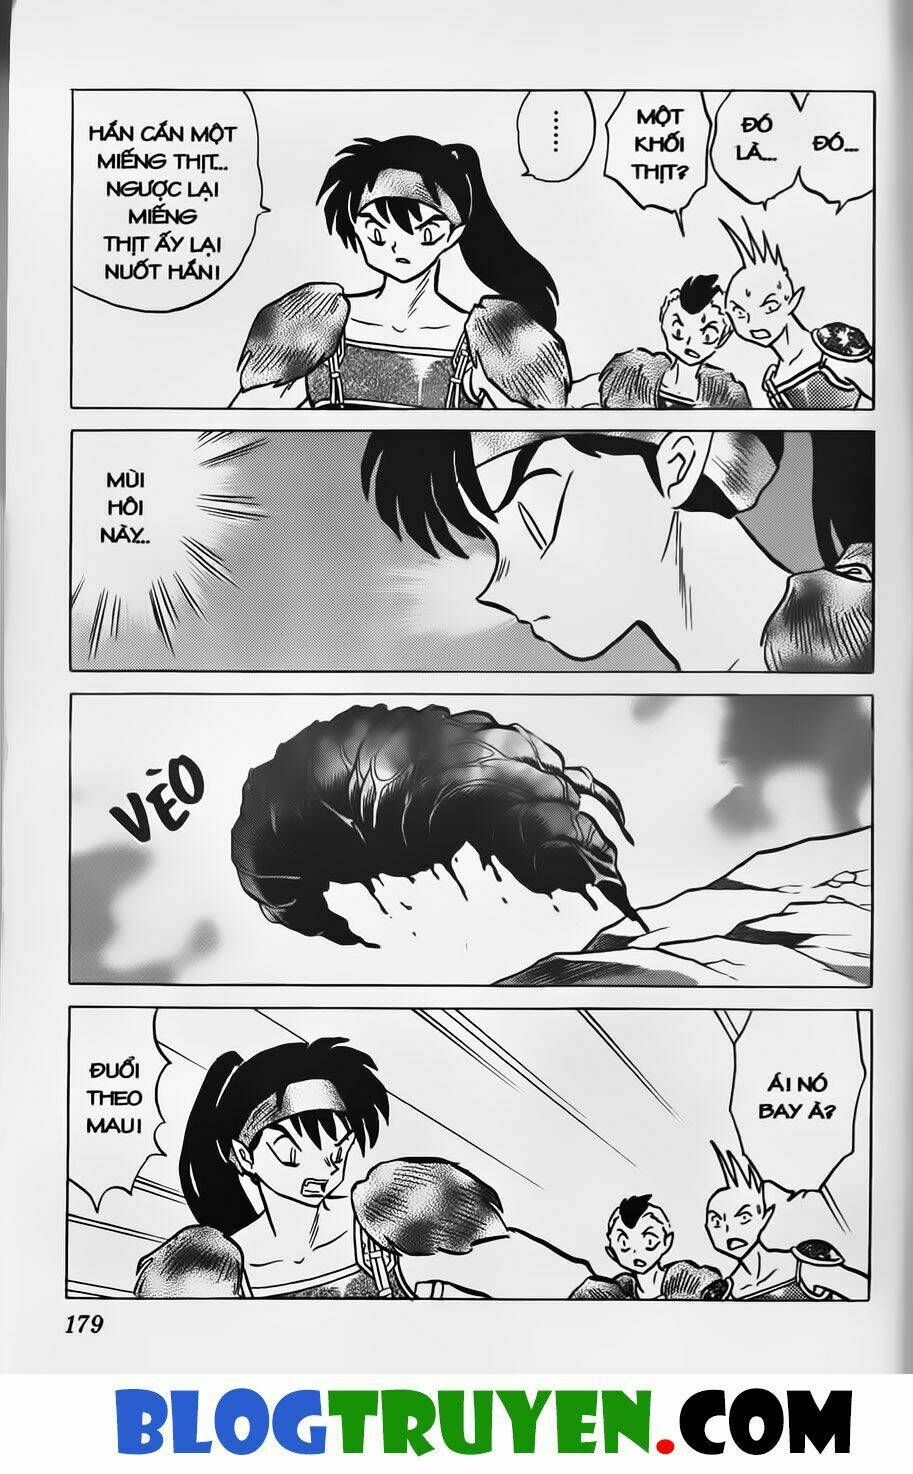 ĐÓ...
ĐÓ
LÀ...
MỘT
KHỐI
THỊT?
......
HẮN CẦN MỘT
MIẾNG THỊT...
NGƯỢC LẠI
MIẾNG
THỊT ẤY LẠI
NUỐT HẮN!
MÙI
HÔI
NÀY...
VÈO
ÁI NÓ
BAY À?
ĐUỔI
THEO
MAU!
179
BLOGTRUYEN.COM